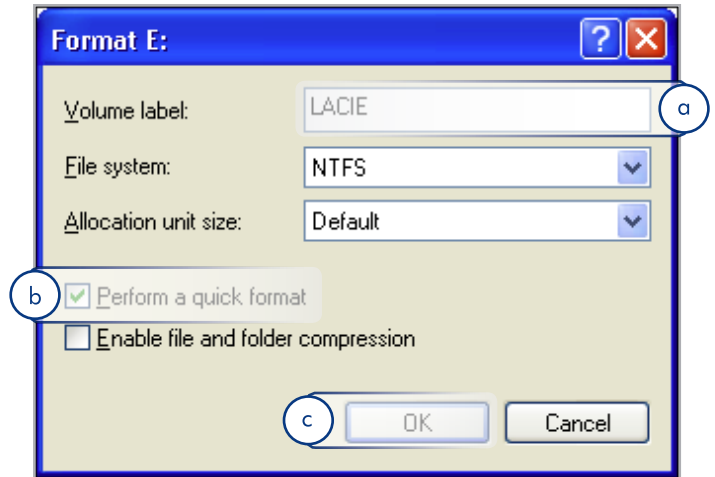 Format E:
Volume label: LACIE a
File system: NTFS
Allocation unit size: Default
b Perform a quick format
Enable file and folder compression
c OK Cancel